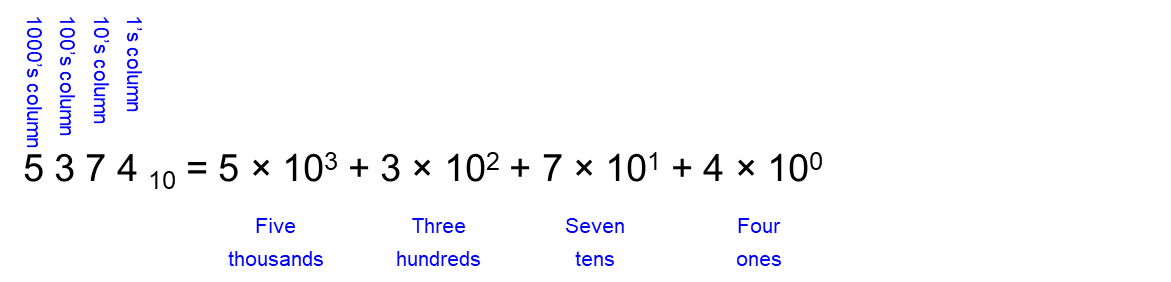 1000's column
100's column
10's column
1's column
5 3 7 4 10 = 5 × 10³ + 3 × 10² + 7 × 10¹ + 4 × 10⁰
Five thousands
Three hundreds
Seven tens
Four ones